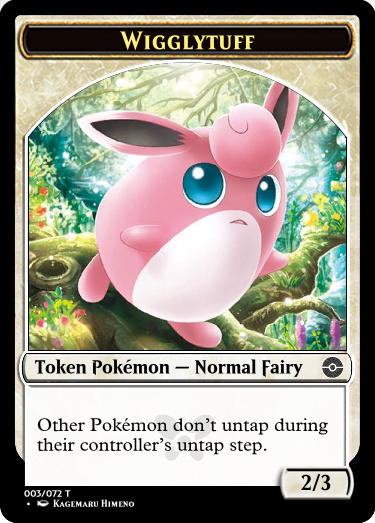 Wigglytuff
Token Pokémon — Normal Fairy
Other Pokémon don't untap during
their controller's untap step.
2/3
003/072 T
• Kagemaru Himeno